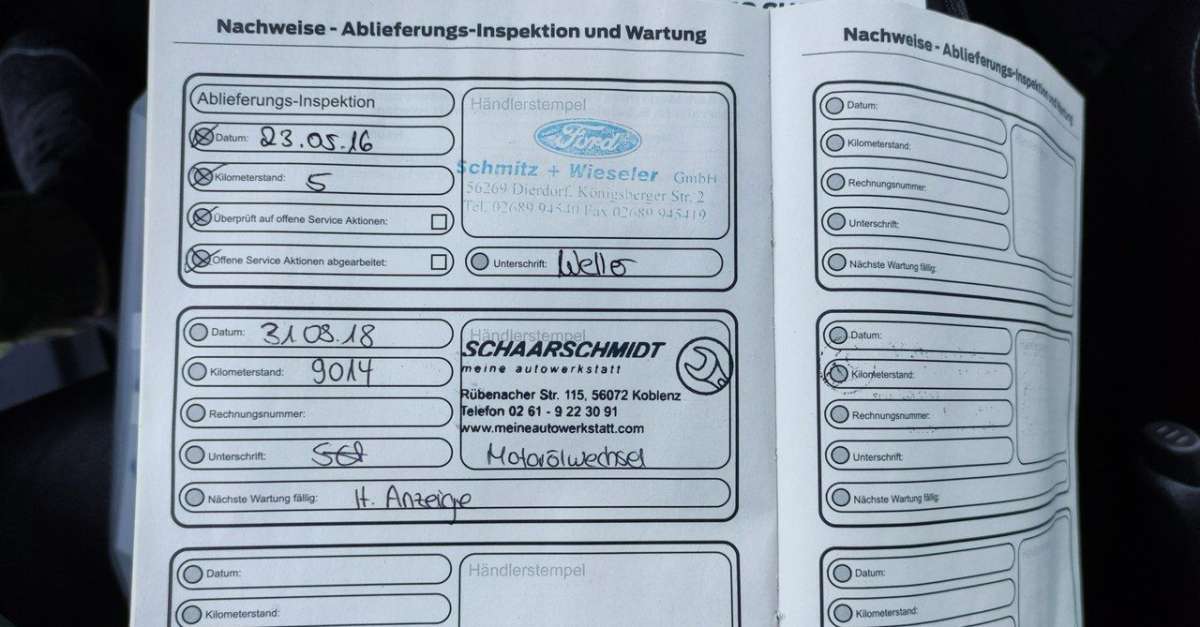 Nachweise - Ablieferungs-Inspektion und Wartung
Ablieferungs-Inspektion
Datum: 23.05.16
Kilometerstand: 5
Überprüft auf offene Service Aktionen:
Offene Service Aktionen abgearbeitet:
Händlerstempel
Ford
Schmitz + Wieseler GmbH
56269 Dierdorf, Königsberger Str. 2
Tel. 02689 94540 Fax 02689 945419
Unterschrift:
Datum: 31.08.18
Kilometerstand: 9014
Rechnungsnummer:
Unterschrift:
Nächste Wartung fällig: lt. Anzeige
Händlerstempel
SCHAARSCHMIDT
meine autowerkstatt
Rübenacher Str. 115, 56072 Koblenz
Telefon 02 61 - 9 22 30 91
www.meineautowerkstatt.com
Motorölwechsel
Datum:
Kilometerstand:
Händlerstempel
Nachweise - Ablieferungs-Inspektion und Wartung
Datum:
Kilometerstand:
Rechnungsnummer:
Unterschrift:
Nächste Wartung fällig:
Datum:
Kilometerstand:
Rechnungsnummer:
Unterschrift:
Nächste Wartung fällig:
Datum:
Kilometerstand: